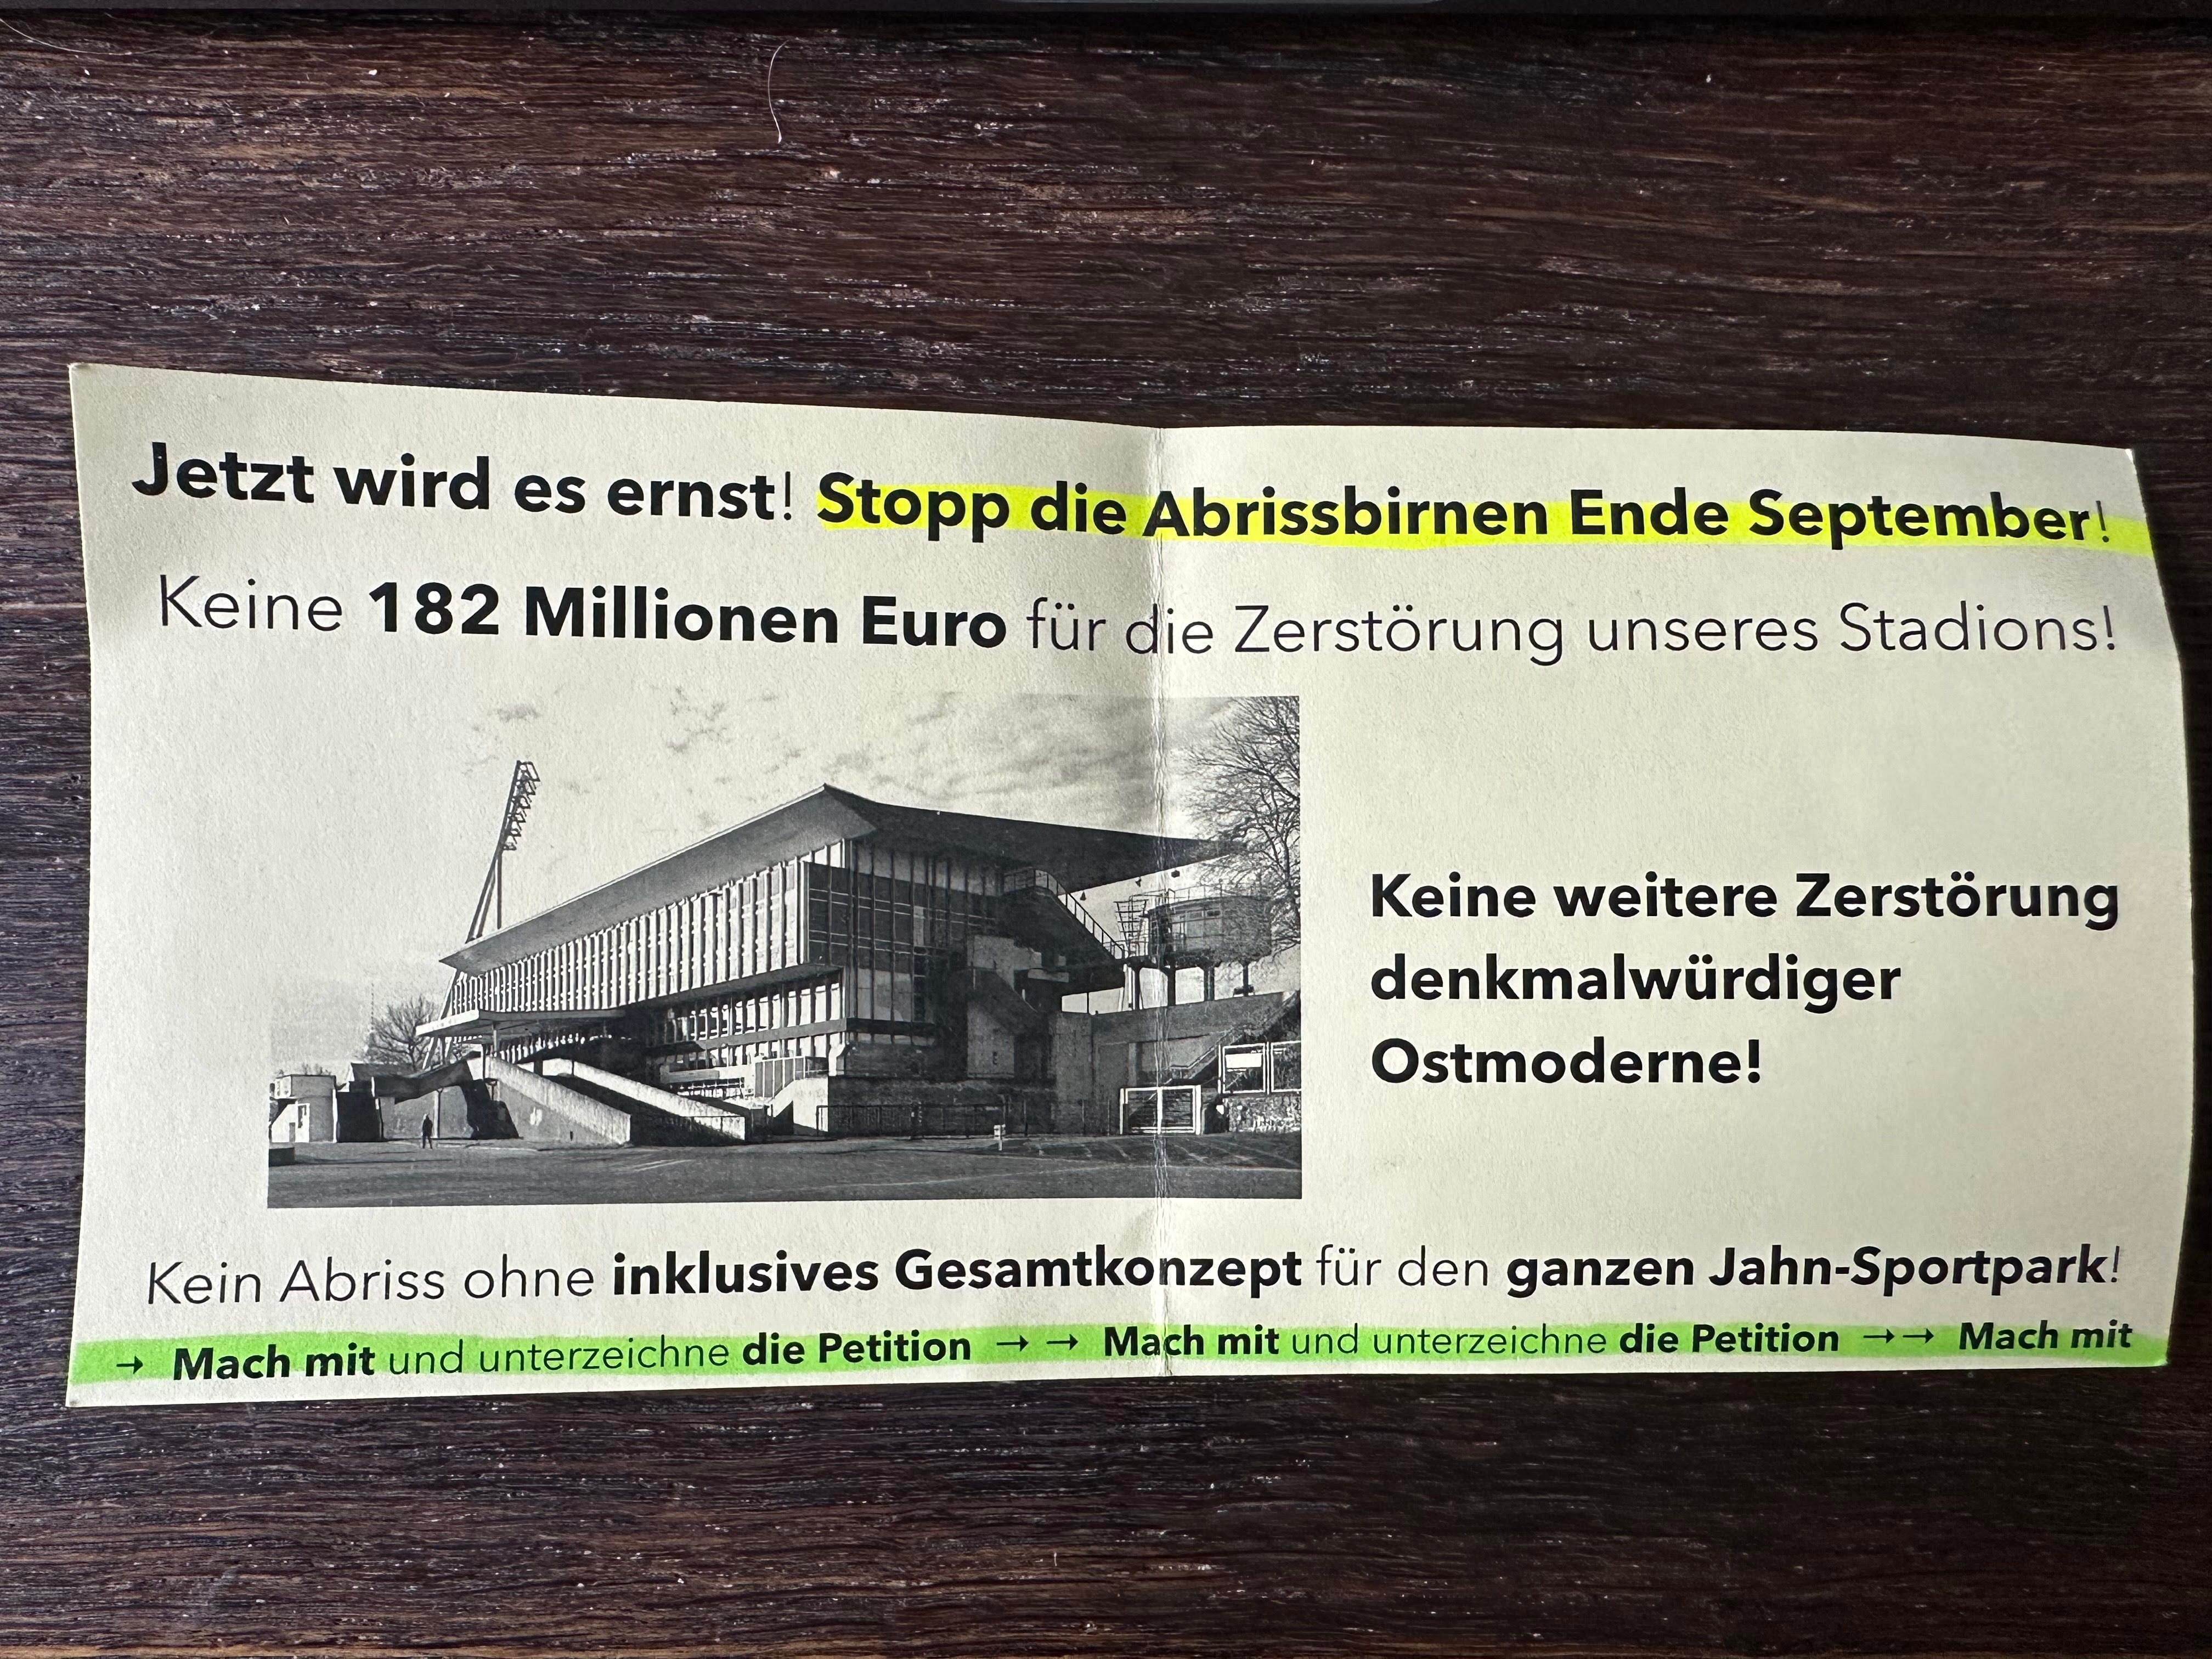 Jetzt wird es ernst! Stopp die Abrissbirnen Ende September!
Keine 182 Millionen Euro für die Zerstörung unseres Stadions!
Keine weitere Zerstörung
denkmalwürdiger
Ostmoderne!
Kein Abriss ohne inklusives Gesamtkonzept für den ganzen Jahn-Sportpark!
→ Mach mit und unterzeichne die Petition → → Mach mit und unterzeichne die Petition →→ Mach mit